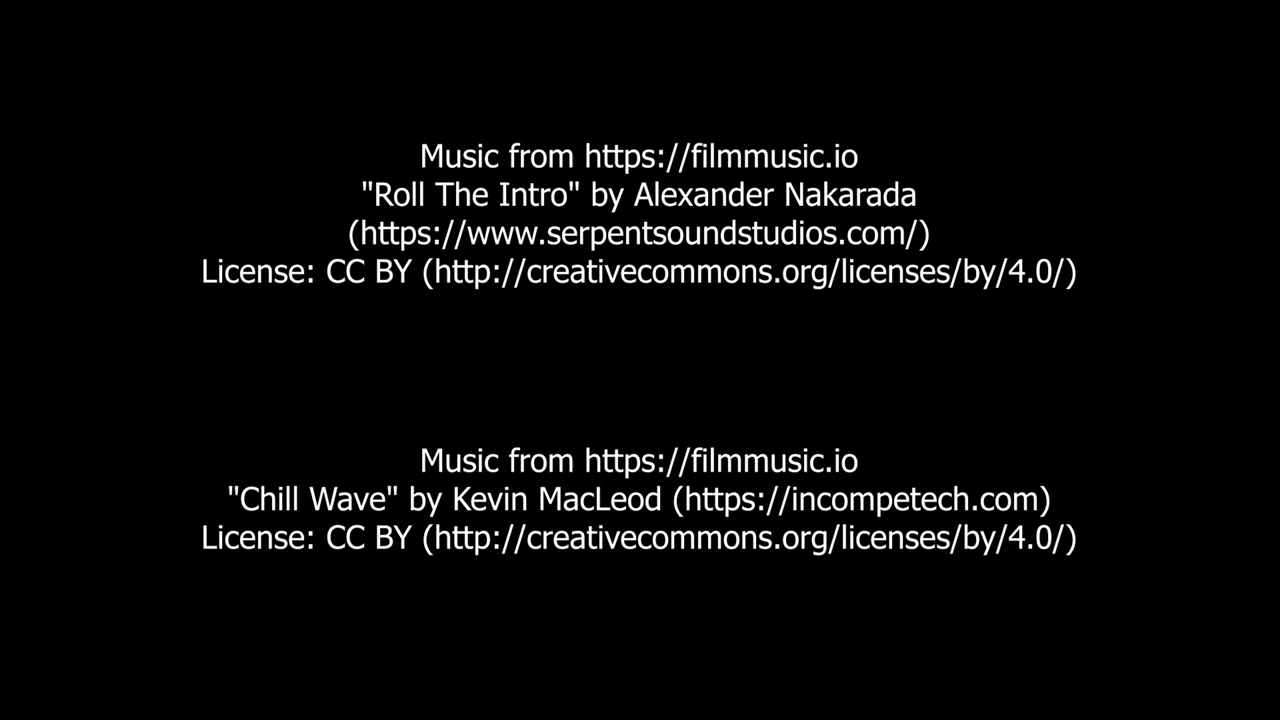 Music from https://filmmusic.io
"Roll The Intro" by Alexander Nakarada
(https://www.serpentsoundstudios.com/)
License: CC BY (http://creativecommons.org/licenses/by/4.0/)
Music from https://filmmusic.io
"Chill Wave" by Kevin MacLeod (https://incompetech.com)
License: CC BY (http://creativecommons.org/licenses/by/4.0/)